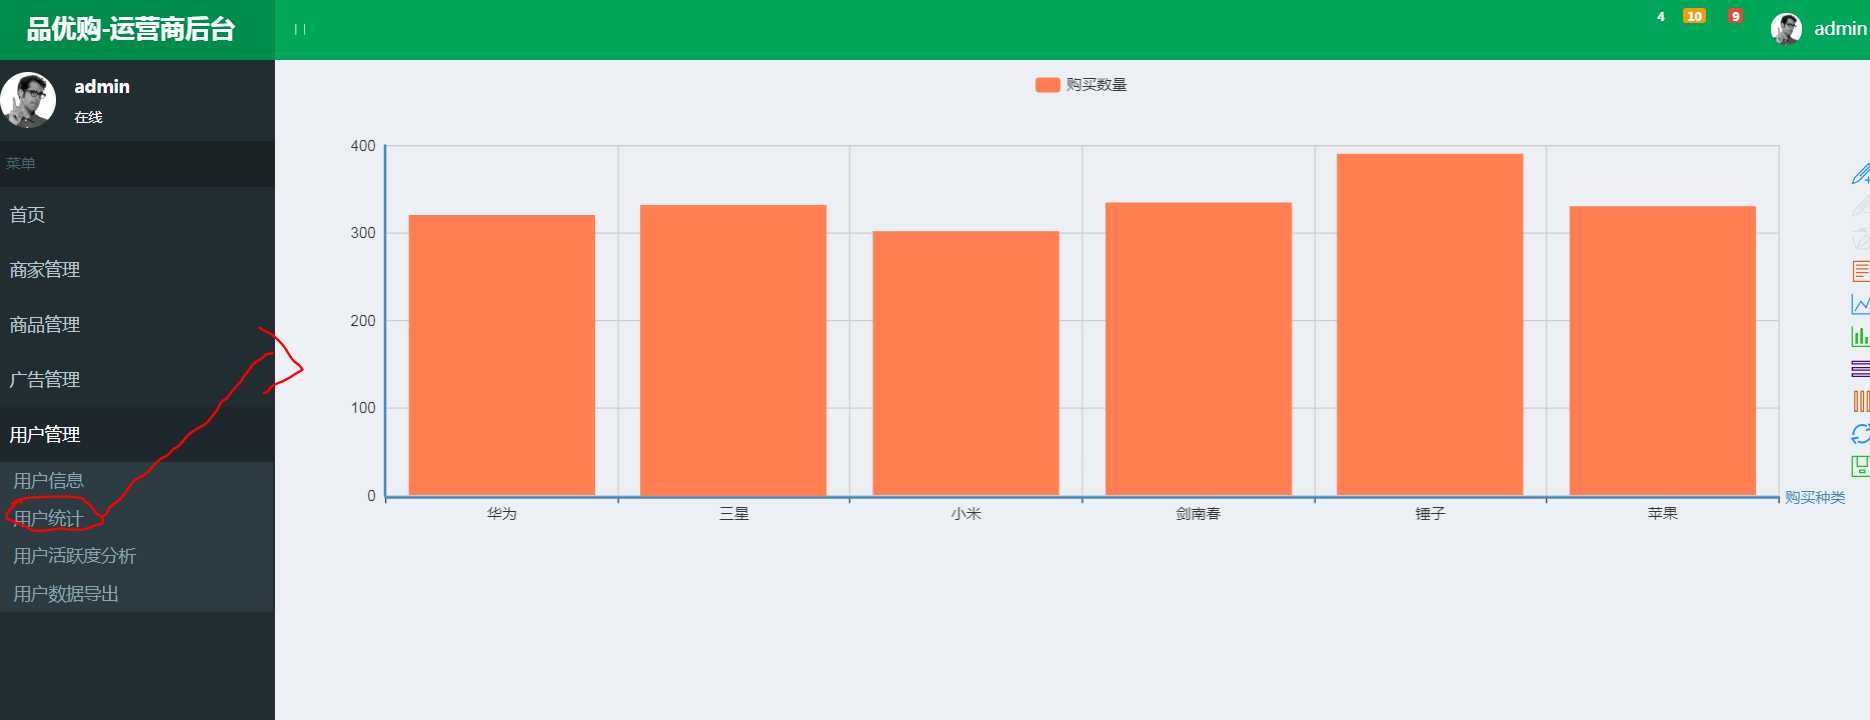 品优购-运营商后台
4 10 9 admin
admin
在线
菜单
首页
商家管理
商品管理
广告管理
用户管理
用户信息
用户统计
用户活跃度分析
用户数据导出
购买数量
400
300
200
100
0
华为 三星 小米 剑南春 锤子 苹果
购买种类